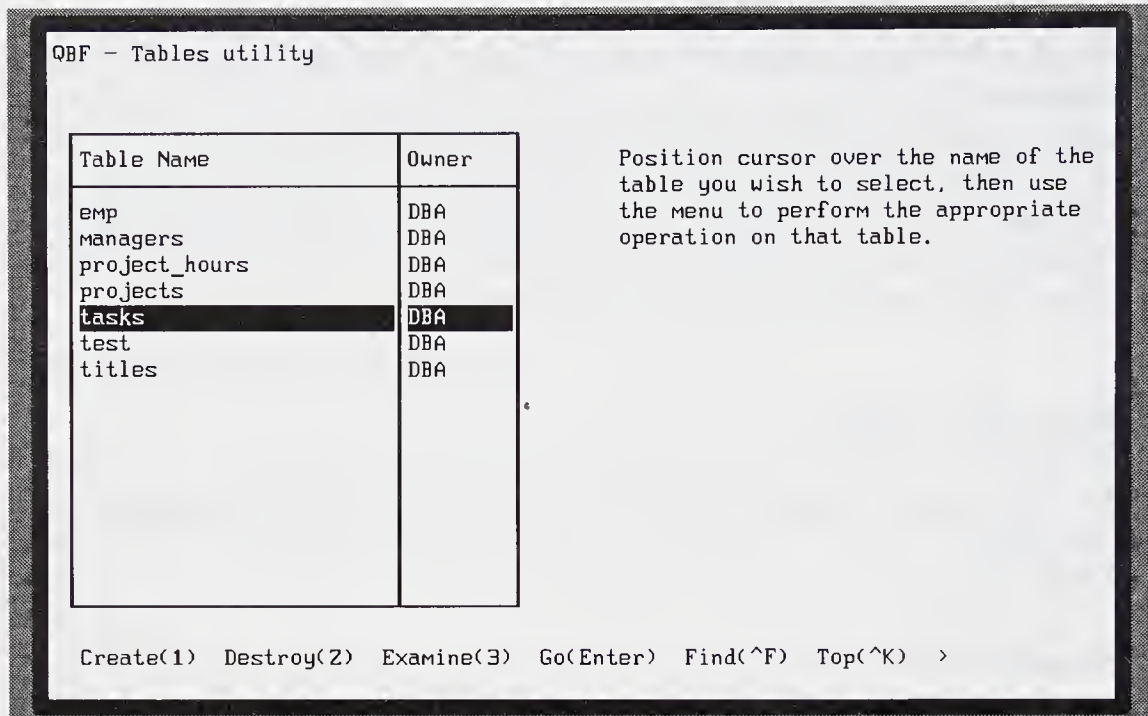 QBF - Tables utility
Table Name Owner
emp DBA
managers DBA
project_hours DBA
projects DBA
tasks DBA
test DBA
titles DBA
Position cursor over the name of the
table you wish to select, then use
the menu to perform the appropriate
operation on that table.
Create(1) Destroy(2) Examine(3) Go(Enter) Find(^F) Top(^K) >